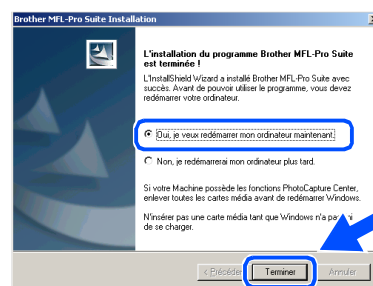 Brother MFL-Pro Suite Installation
L'installation du programme Brother MFL-Pro Suite
est terminée !
L'InstallShield Wizard a installé Brother MFL-Pro Suite avec
succès. Avant de pouvoir utiliser le programme, vous devez
redémarrer votre ordinateur.
Oui, je veux redémarrer mon ordinateur maintenant.
Non, je redémarrerai mon ordinateur plus tard.
Si votre Machine possède les fonctions PhotoCapture Center,
enlever toutes les cartes média avant de redémarrer Windows.
N'insérer pas une carte média tant que Windows n'a
de se charger.
< Précéder Terminer Annuler